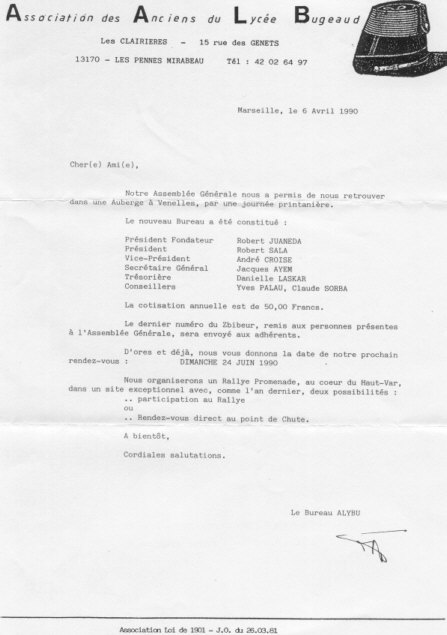 Association des Anciens du Lycée Bugeaud
Les CLAIRIERES - 15 rue des GENETS
13170 - LES PENNES MIRABEAU Tél : 42 02 64 97
Marseille, le 6 Avril 1990
Cher(e) Ami(e),
Notre Assemblée Générale nous a permis de nous retrouver
dans une Auberge à Venelles, par une journée printanière.
Le nouveau Bureau a été constitué :
Président Fondateur Robert JUANEDA
Président Robert SALA
Vice-Président André CROISE
Secrétaire Général Jacques AYEM
Trésorière Danielle LASKAR
Conseillers Yves PALAU, Claude SORBA
La cotisation annuelle est de 50,00 Francs.
Le dernier numéro du Zbibeur, remis aux personnes présentes
à l'Assemblée Générale, sera envoyé aux adhérents.
D'ores et déjà, nous vous donnons la date de notre prochain
rendez-vous : DIMANCHE 24 JUIN 1990
Nous organiserons un Rallye Promenade, au coeur du Haut-Var,
dans un site exceptionnel avec, comme l'an dernier, deux possibilités :
.. participation au Rallye
ou
.. Rendez-vous direct au point de Chute.
A bientôt,
Cordiales salutations.
Le Bureau ALYBU
Association Loi de 1901 - J.O. du 26.03.81